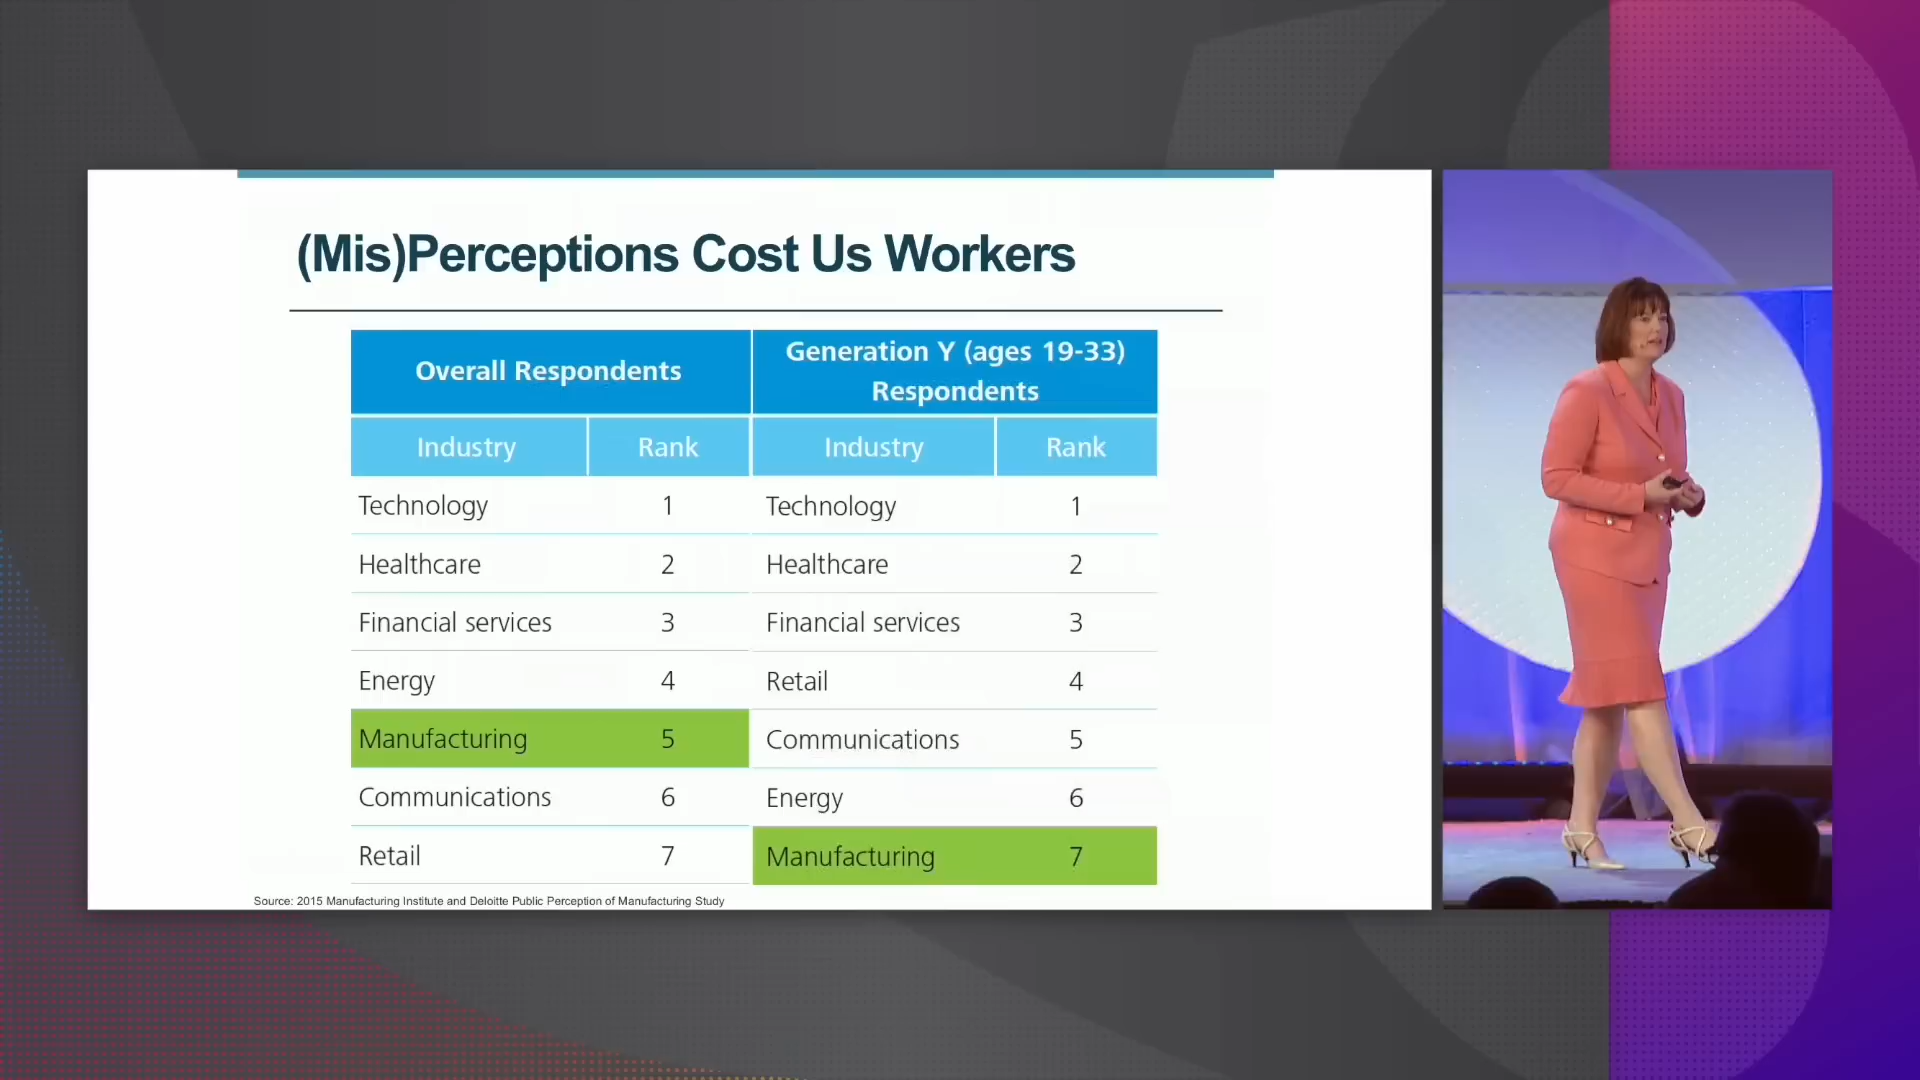 (Mis)Perceptions Cost Us Workers
Overall Respondents
Generation Y (ages 19-33)
Respondents
Industry Rank Industry Rank
Technology 1 Technology 1
Healthcare 2 Healthcare 2
Financial services 3 Financial services 3
Energy 4 Retail 4
Manufacturing 5 Communications 5
Communications 6 Energy 6
Retail 7 Manufacturing 7
Source: 2015 Manufacturing Institute and Deloitte Public Perception of Manufacturing Study